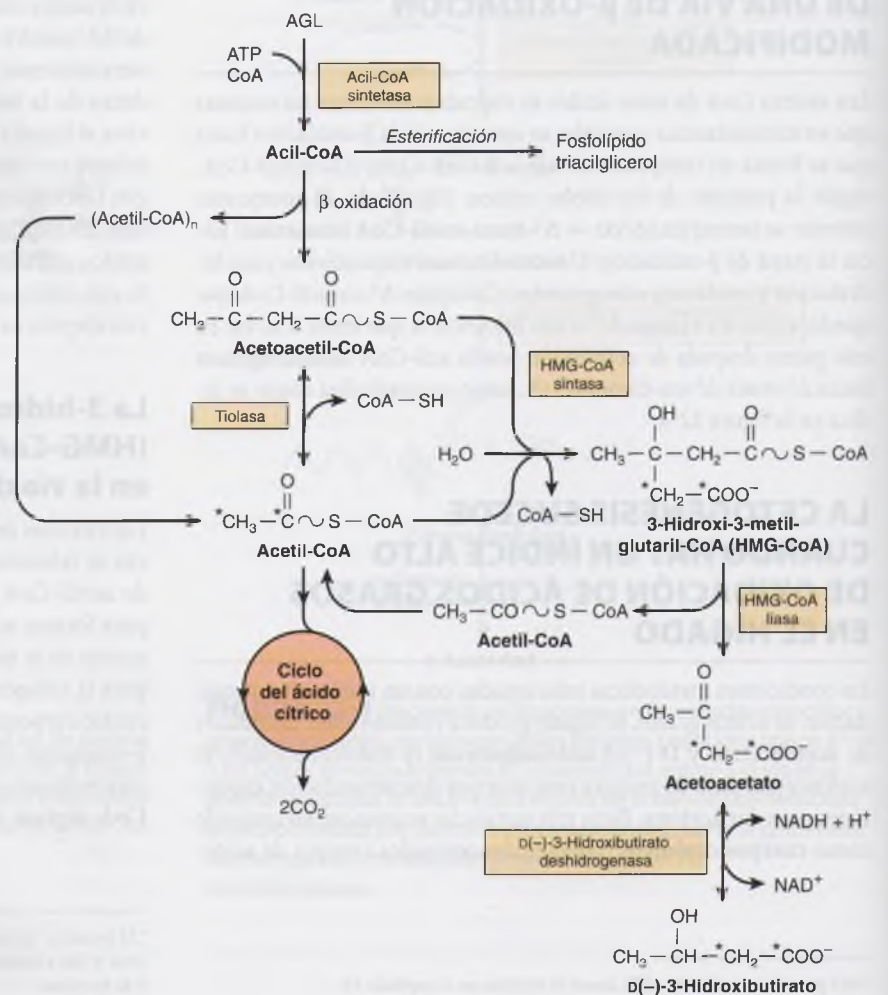 AGL
ATP
CoA
Acil-CoA
sintetasa
Acil-CoA
Esterificación
Fosfolípido
triacilglicerol
(Acetil-CoA)n
β oxidación
O O
CH₃—C—CH₂—C∽S—CoA
Acetoacetil-CoA
HMG-CoA
sintasa
Tiolasa
CoA—SH
OH O
H₂O
CH₃—C—CH₂—C∽S—CoA
*CH₂—*COO⁻
O
*CH₃—*C∽S—CoA
Acetil-CoA
CoA—SH
3-Hidroxi-3-metil-
glutaril-CoA (HMG-CoA)
CH₃—CO∽S—CoA
Acetil-CoA
HMG-CoA
liasa
Ciclo
del ácido
cítrico
2CO₂
O
CH₃—C
*CH₂—*COO⁻
Acetoacetato
D(–)-3-Hidroxibutirato
deshidrogenasa
NADH + H⁺
NAD⁺
OH
CH₃—CH—*CH₂—*COO⁻
D(–)-3-Hidroxibutirato